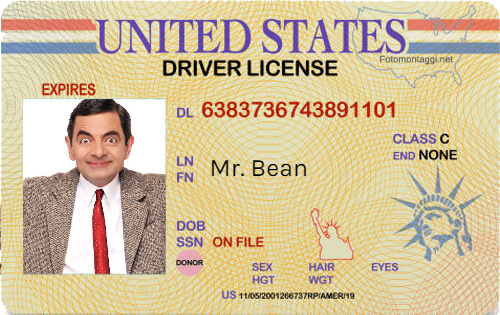 UNITED STATES
Fotomontaggi.net
DRIVER LICENSE
EXPIRES
DL 6383736743891101
CLASS C
END NONE
LN
FN Mr. Bean
DOB
SSN ON FILE
DONOR
SEX HAIR EYES
HGT WGT
US 11/05/2001266737RP/AMER/19